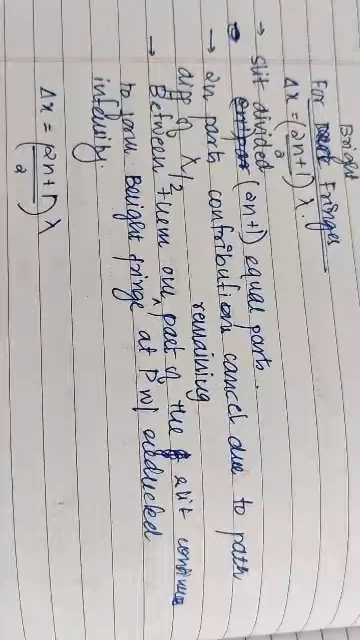 Bright
For Fringes
Δx = (2n+1)/2 λ.
→ slit divided (2n+1) equal parts.
→ 2n parts contribution cancel due to path
diff of λ/2 remaining
→ Between them one ^ part of the slit continue
to form Bright fringe at P w/ reduced
intensity.
Δx = (2n+1)/2 λ